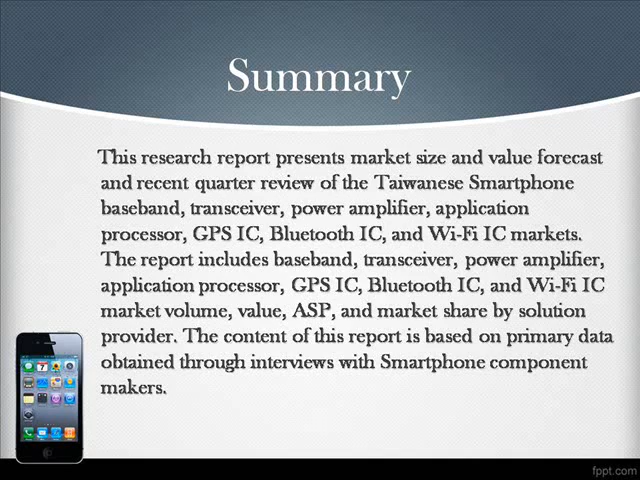 Summary
This research report presents market size and value forecast
and recent quarter review of the Taiwanese Smartphone
baseband, transceiver, power amplifier, application
processor, GPS IC, Bluetooth IC, and Wi-Fi IC markets.
The report includes baseband, transceiver, power amplifier,
application processor, GPS IC, Bluetooth IC, and Wi-Fi IC
market volume, value, ASP, and market share by solution
provider. The content of this report is based on primary data
obtained through interviews with Smartphone component
makers.
fppt.com